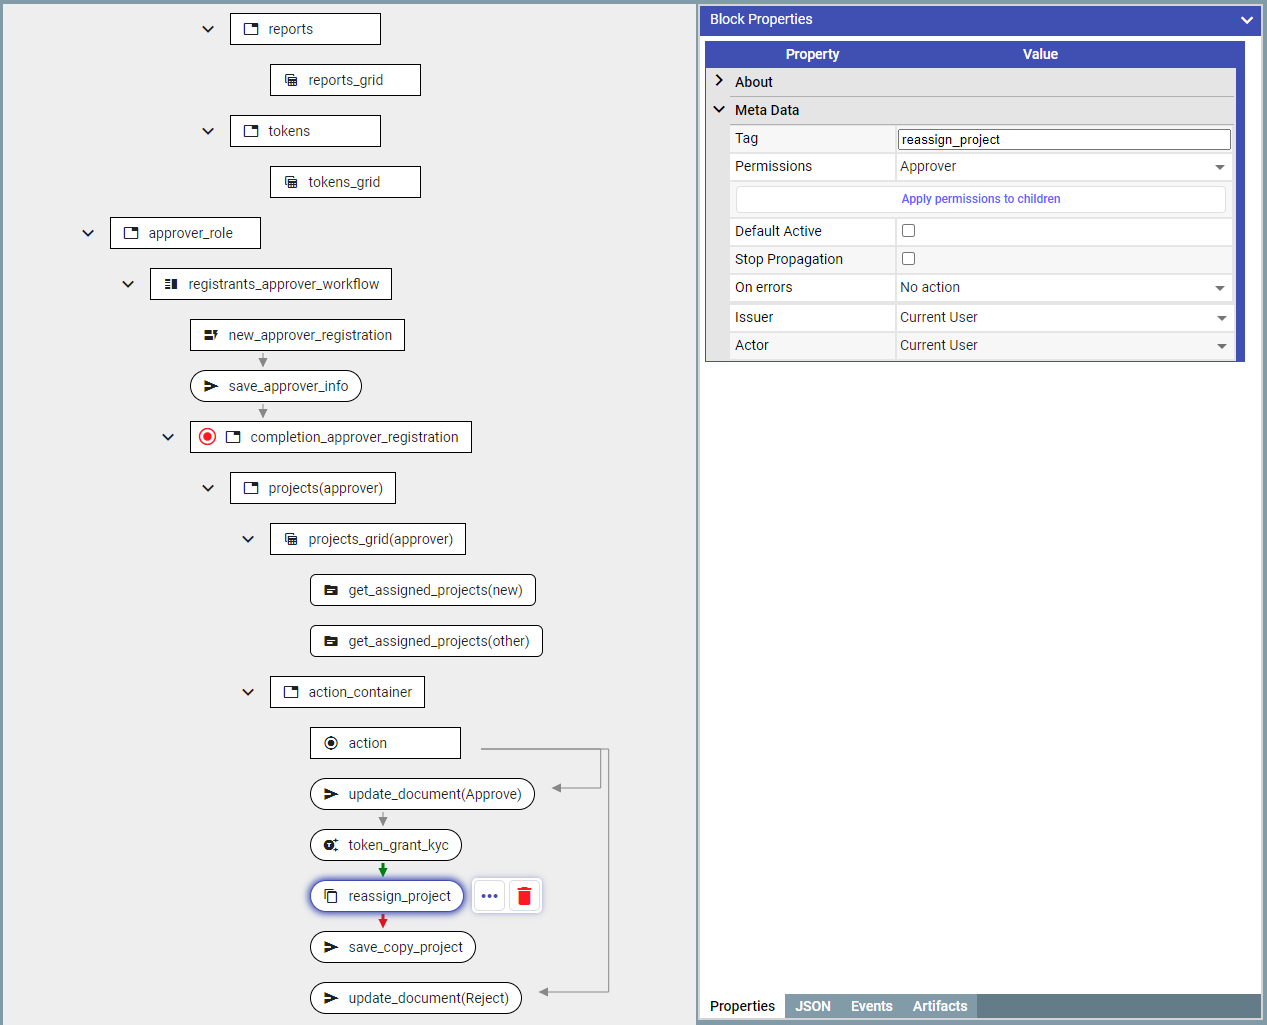 reports
reports_grid
tokens
tokens_grid
approver_role
registrants_approver_workflow
new_approver_registration
save_approver_info
completion_approver_registration
projects(approver)
projects_grid(approver)
get_assigned_projects(new)
get_assigned_projects(other)
action_container
action
update_document(Approve)
token_grant_kyc
reassign_project
save_copy_project
update_document(Reject)
Block Properties
Property Value
About
Meta Data
Tag reassign_project
Permissions Approver
Apply permissions to children
Default Active
Stop Propagation
On errors No action
Issuer Current User
Actor Current User
Properties JSON Events Artifacts